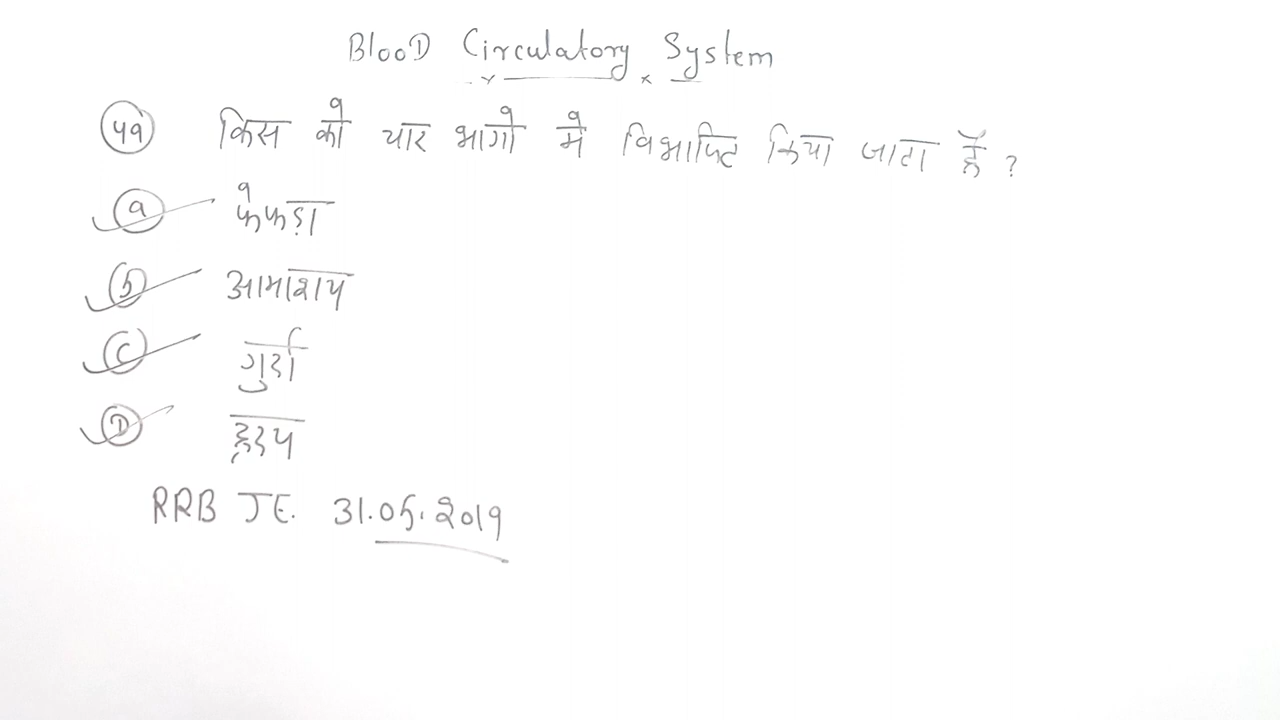 Blood Circulatory System
49 किस को चार भागो मे विभाजित किया जाता है ?
a फेफड़ा
b आमाशय
c गुर्दा
D हृदय
RRB JE. 31.05.2019